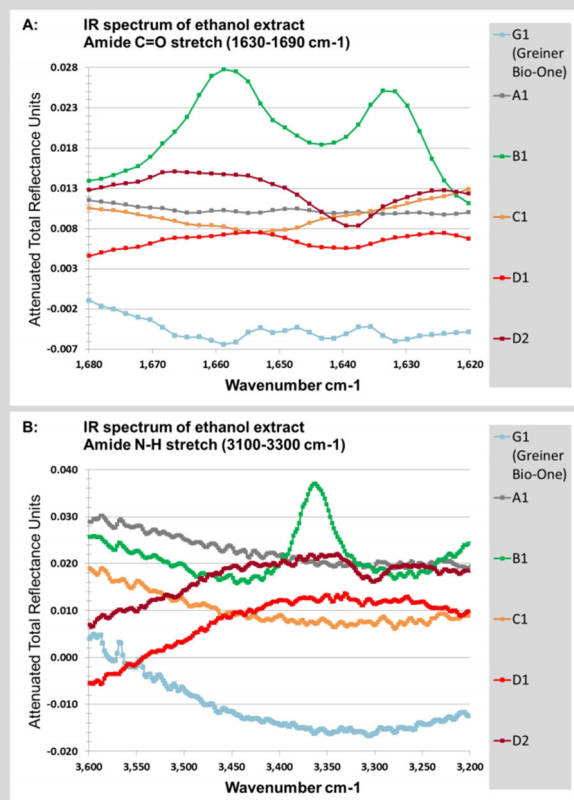 A: IR spectrum of ethanol extract
Amide C=O stretch (1630-1690 cm-1)
Attenuated Total Reflectance Units
0.028
0.023
0.018
0.013
0.008
0.003
-0.002
-0.007
1,680 1,670 1,660 1,650 1,640 1,630 1,620
Wavenumber cm-1
G1
(Greiner
Bio-One)
A1
B1
C1
D1
D2
B: IR spectrum of ethanol extract
Amide N-H stretch (3100-3300 cm-1)
Attenuated Total Reflectance Units
0.040
0.030
0.020
0.010
0.000
-0.010
-0.020
3,600 3,550 3,500 3,450 3,400 3,350 3,300 3,250 3,200
Wavenumber cm-1
G1
(Greiner
Bio-One)
A1
B1
C1
D1
D2